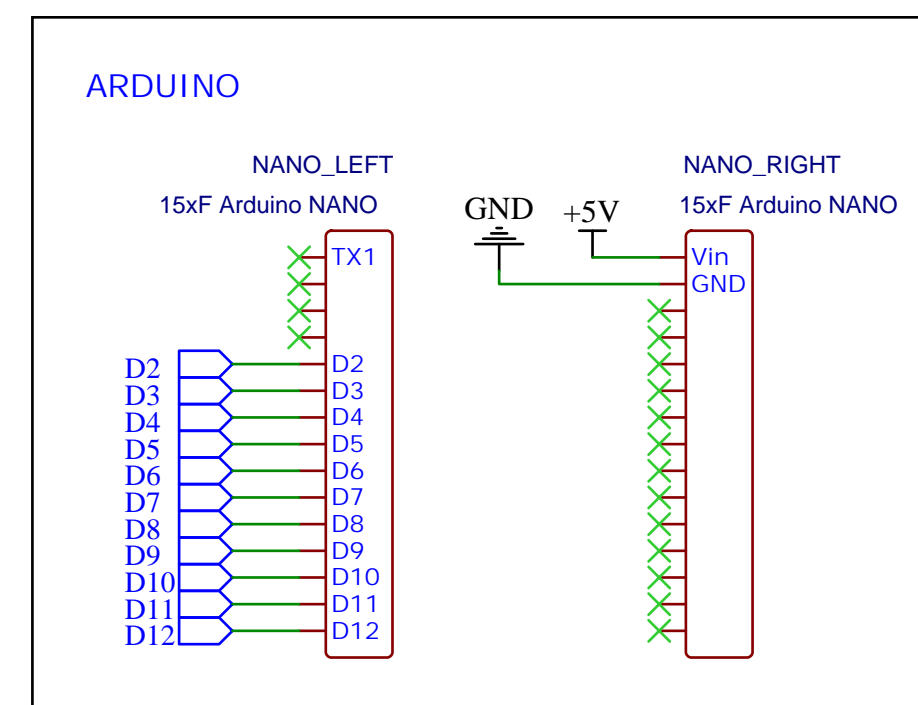 ARDUINO
NANO_LEFT
15xF Arduino NANO
TX1
D2 D2
D3 D3
D4 D4
D5 D5
D6 D6
D7 D7
D8 D8
D9 D9
D10 D10
D11 D11
D12 D12
NANO_RIGHT
15xF Arduino NANO
GND +5V
Vin
GND